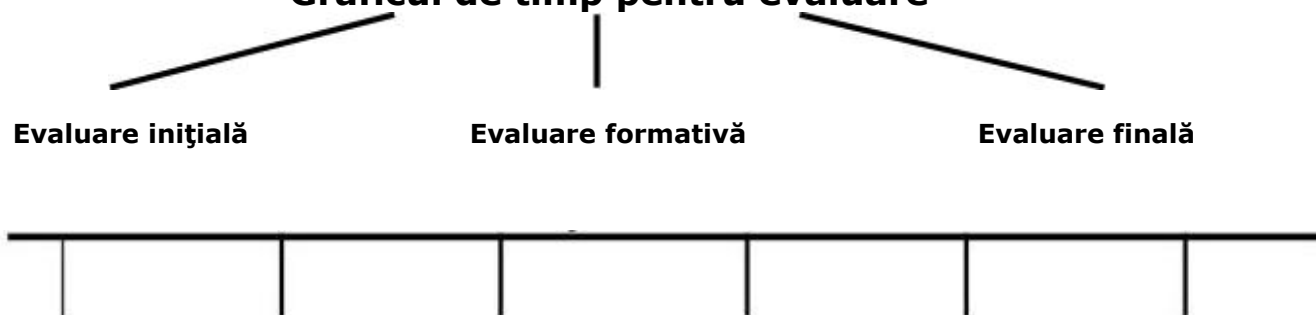 Graficul de timp pentru evaluare
Evaluare iniţială
Evaluare formativă
Evaluare finală